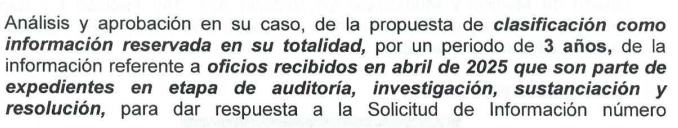 Análisis y aprobación en su caso, de la propuesta de clasificación como
información reservada en su totalidad, por un periodo de 3 años, de la
información referente a oficios recibidos en abril de 2025 que son parte de
expedientes en etapa de auditoría, investigación, sustanciación y
resolución, para dar respuesta a la Solicitud de Información número